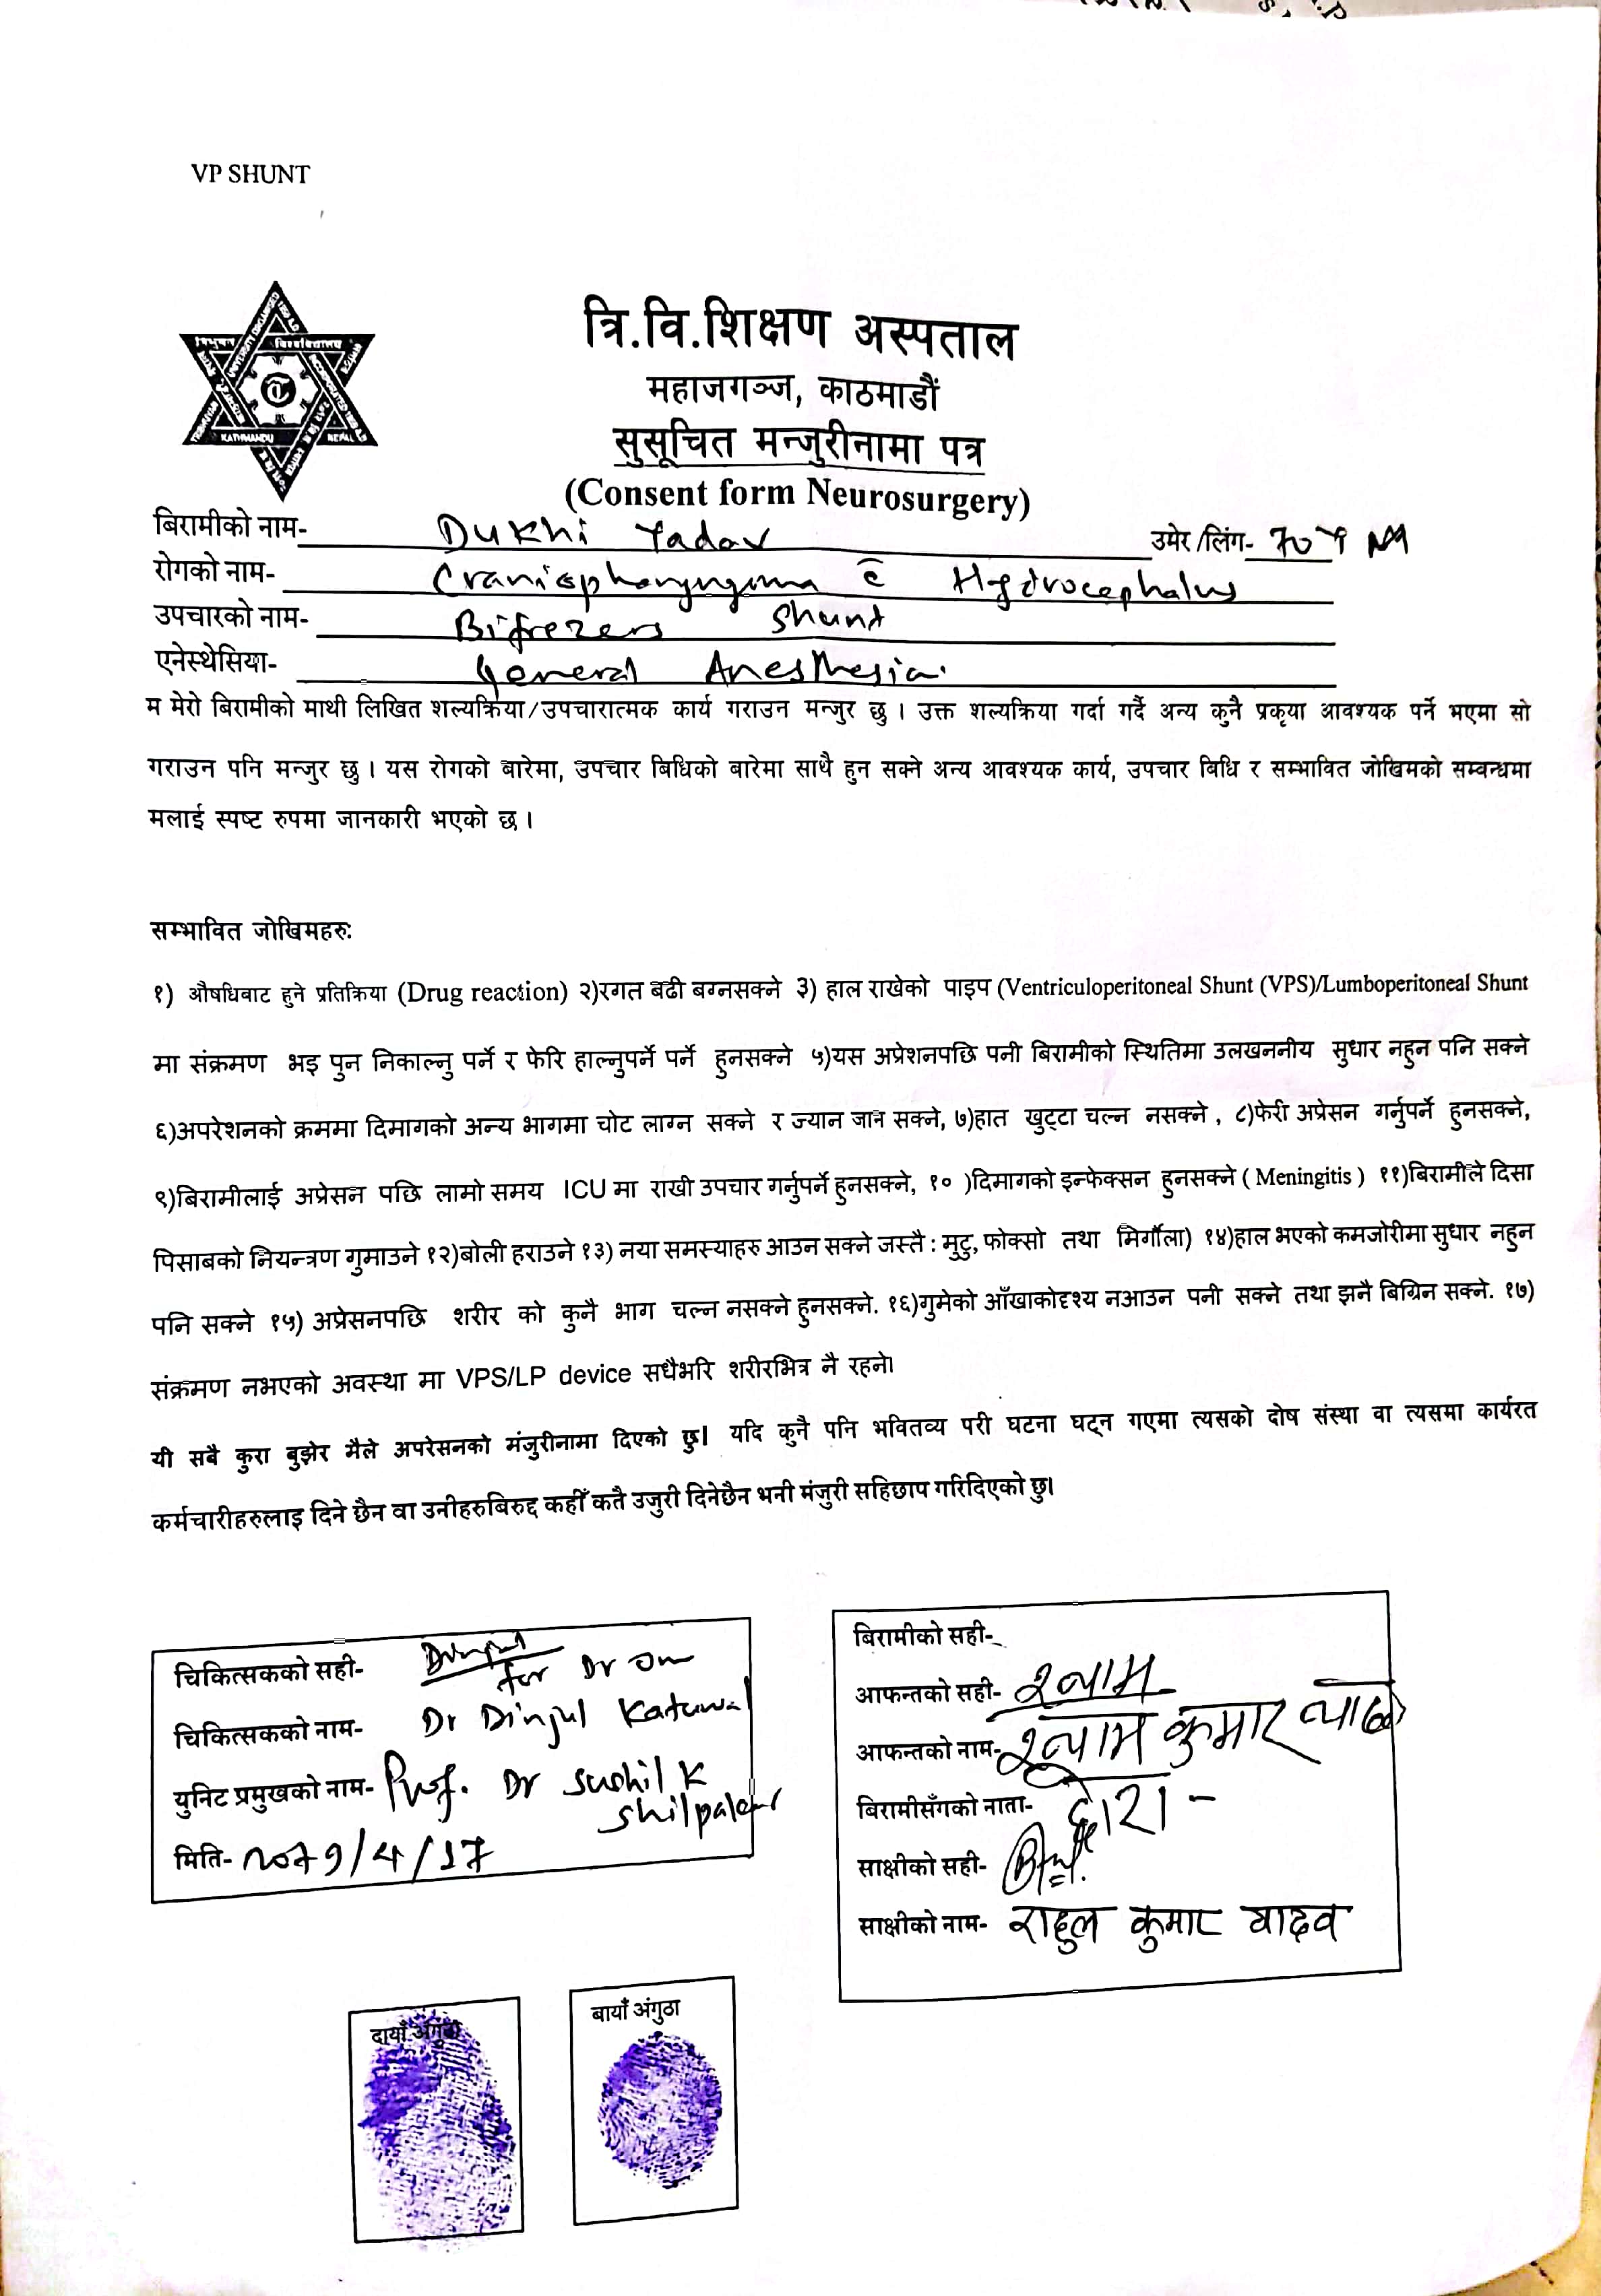 VP SHUNT
त्रि.वि.शिक्षण अस्पताल
महाजगञ्ज, काठमाडौं
सुसूचित मन्जुरीनामा पत्र
(Consent form Neurosurgery)
बिरामीको नाम- Dukhi Yadav उमेर/लिंग- 70 Y M
रोगको नाम- Craniopharyngioma c̄ Hydrocephalus
उपचारको नाम- Shunt
एनेस्थेसिया- General Anesthesia.
म मेरो बिरामीको माथी लिखित शल्यक्रिया/उपचारात्मक कार्य गराउन मन्जुर छु । उक्त शल्यक्रिया गर्दा गर्दै अन्य कुनै प्रकृया आवश्यक पर्ने भएमा सो
गराउन पनि मन्जुर छु । यस रोगको बारेमा, उपचार बिधिको बारेमा साथै हुन सक्ने अन्य आवश्यक कार्य, उपचार बिधि र सम्भावित जोखिमको सम्बन्धमा
मलाई स्पष्ट रुपमा जानकारी भएको छ ।
सम्भावित जोखिमहरु:
१) औषधिबाट हुने प्रतिक्रिया (Drug reaction) २)रगत बढी बग्नसक्ने ३) हाल राखेको पाइप (Ventriculoperitoneal Shunt (VPS)/Lumboperitoneal Shunt
मा संक्रमण भइ पुन निकाल्नु पर्ने र फेरि हाल्नुपर्ने पर्ने हुनसक्ने ५)यस अप्रेशनपछि पनी बिरामीको स्थितिमा उलखननीय सुधार नहुन पनि सक्ने
६)अपरेशनको क्रममा दिमागको अन्य भागमा चोट लाग्न सक्ने र ज्यान जान सक्ने, ७)हात खुट्टा चल्न नसक्ने , ८)फेरी अप्रेसन गर्नुपर्ने हुनसक्ने,
९)बिरामीलाई अप्रेसन पछि लामो समय ICU मा राखी उपचार गर्नुपर्ने हुनसक्ने, १० )दिमागको इन्फेक्सन हुनसक्ने ( Meningitis ) ११)बिरामीले दिसा
पिसाबको नियन्त्रण गुमाउने १२)बोली हराउने १३) नया समस्याहरु आउन सक्ने जस्तै : मुटु, फोक्सो तथा मिर्गौला) १४)हाल भएको कमजोरीमा सुधार नहुन
पनि सक्ने १५) अप्रेसनपछि शरीर को कुनै भाग चल्न नसक्ने हुनसक्ने. १६)गुमेको आँखाकोदृश्य नआउन पनी सक्ने तथा झनै बिग्रिन सक्ने. १७)
संक्रमण नभएको अवस्था मा VPS/LP device सधैभरि शरीरभित्र नै रहने।
यी सबै कुरा बुझेर मैले अपरेसनको मंजुरीनामा दिएको छु। यदि कुनै पनि भवितव्य परी घटना घट्न गएमा त्यसको दोष संस्था वा त्यसमा कार्यरत
कर्मचारीहरुलाइ दिने छैन वा उनीहरुबिरुद्द कहीँ कतै उजुरी दिनेछैन भनी मंजुरी सहिछाप गरिदिएको छु।
चिकित्सकको सही- for Dr Om
चिकित्सकको नाम- Dr Dinjul Katuwal
युनिट प्रमुखको नाम- Prof. Dr Sushil K
Shilpakar
मिति- 2079/4/17
बिरामीको सही-
आफन्तको सही- श्याम
आफन्तको नाम- श्याम कुमार यादव
बिरामीसँगको नाता- छोरा -
साक्षीको सही-
साक्षीको नाम- राहुल कुमार यादव
दायाँ अंगुठा
बायाँ अंगुठा